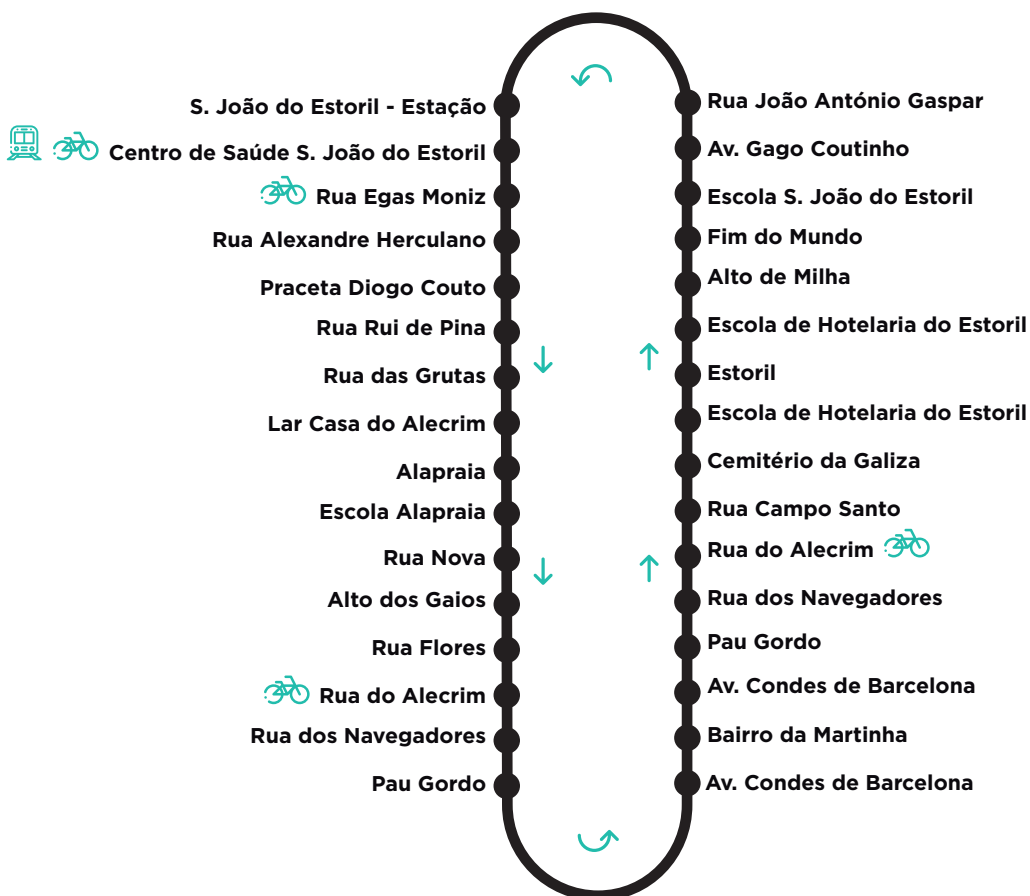 S. João do Estoril - Estação
Centro de Saúde S. João do Estoril
Rua Egas Moniz
Rua Alexandre Herculano
Praceta Diogo Couto
Rua Rui de Pina
Rua das Grutas
Lar Casa do Alecrim
Alapraia
Escola Alapraia
Rua Nova
Alto dos Gaios
Rua Flores
Rua do Alecrim
Rua dos Navegadores
Pau Gordo
Rua João António Gaspar
Av. Gago Coutinho
Escola S. João do Estoril
Fim do Mundo
Alto de Milha
Escola de Hotelaria do Estoril
Estoril
Escola de Hotelaria do Estoril
Cemitério da Galiza
Rua Campo Santo
Rua do Alecrim
Rua dos Navegadores
Pau Gordo
Av. Condes de Barcelona
Bairro da Martinha
Av. Condes de Barcelona